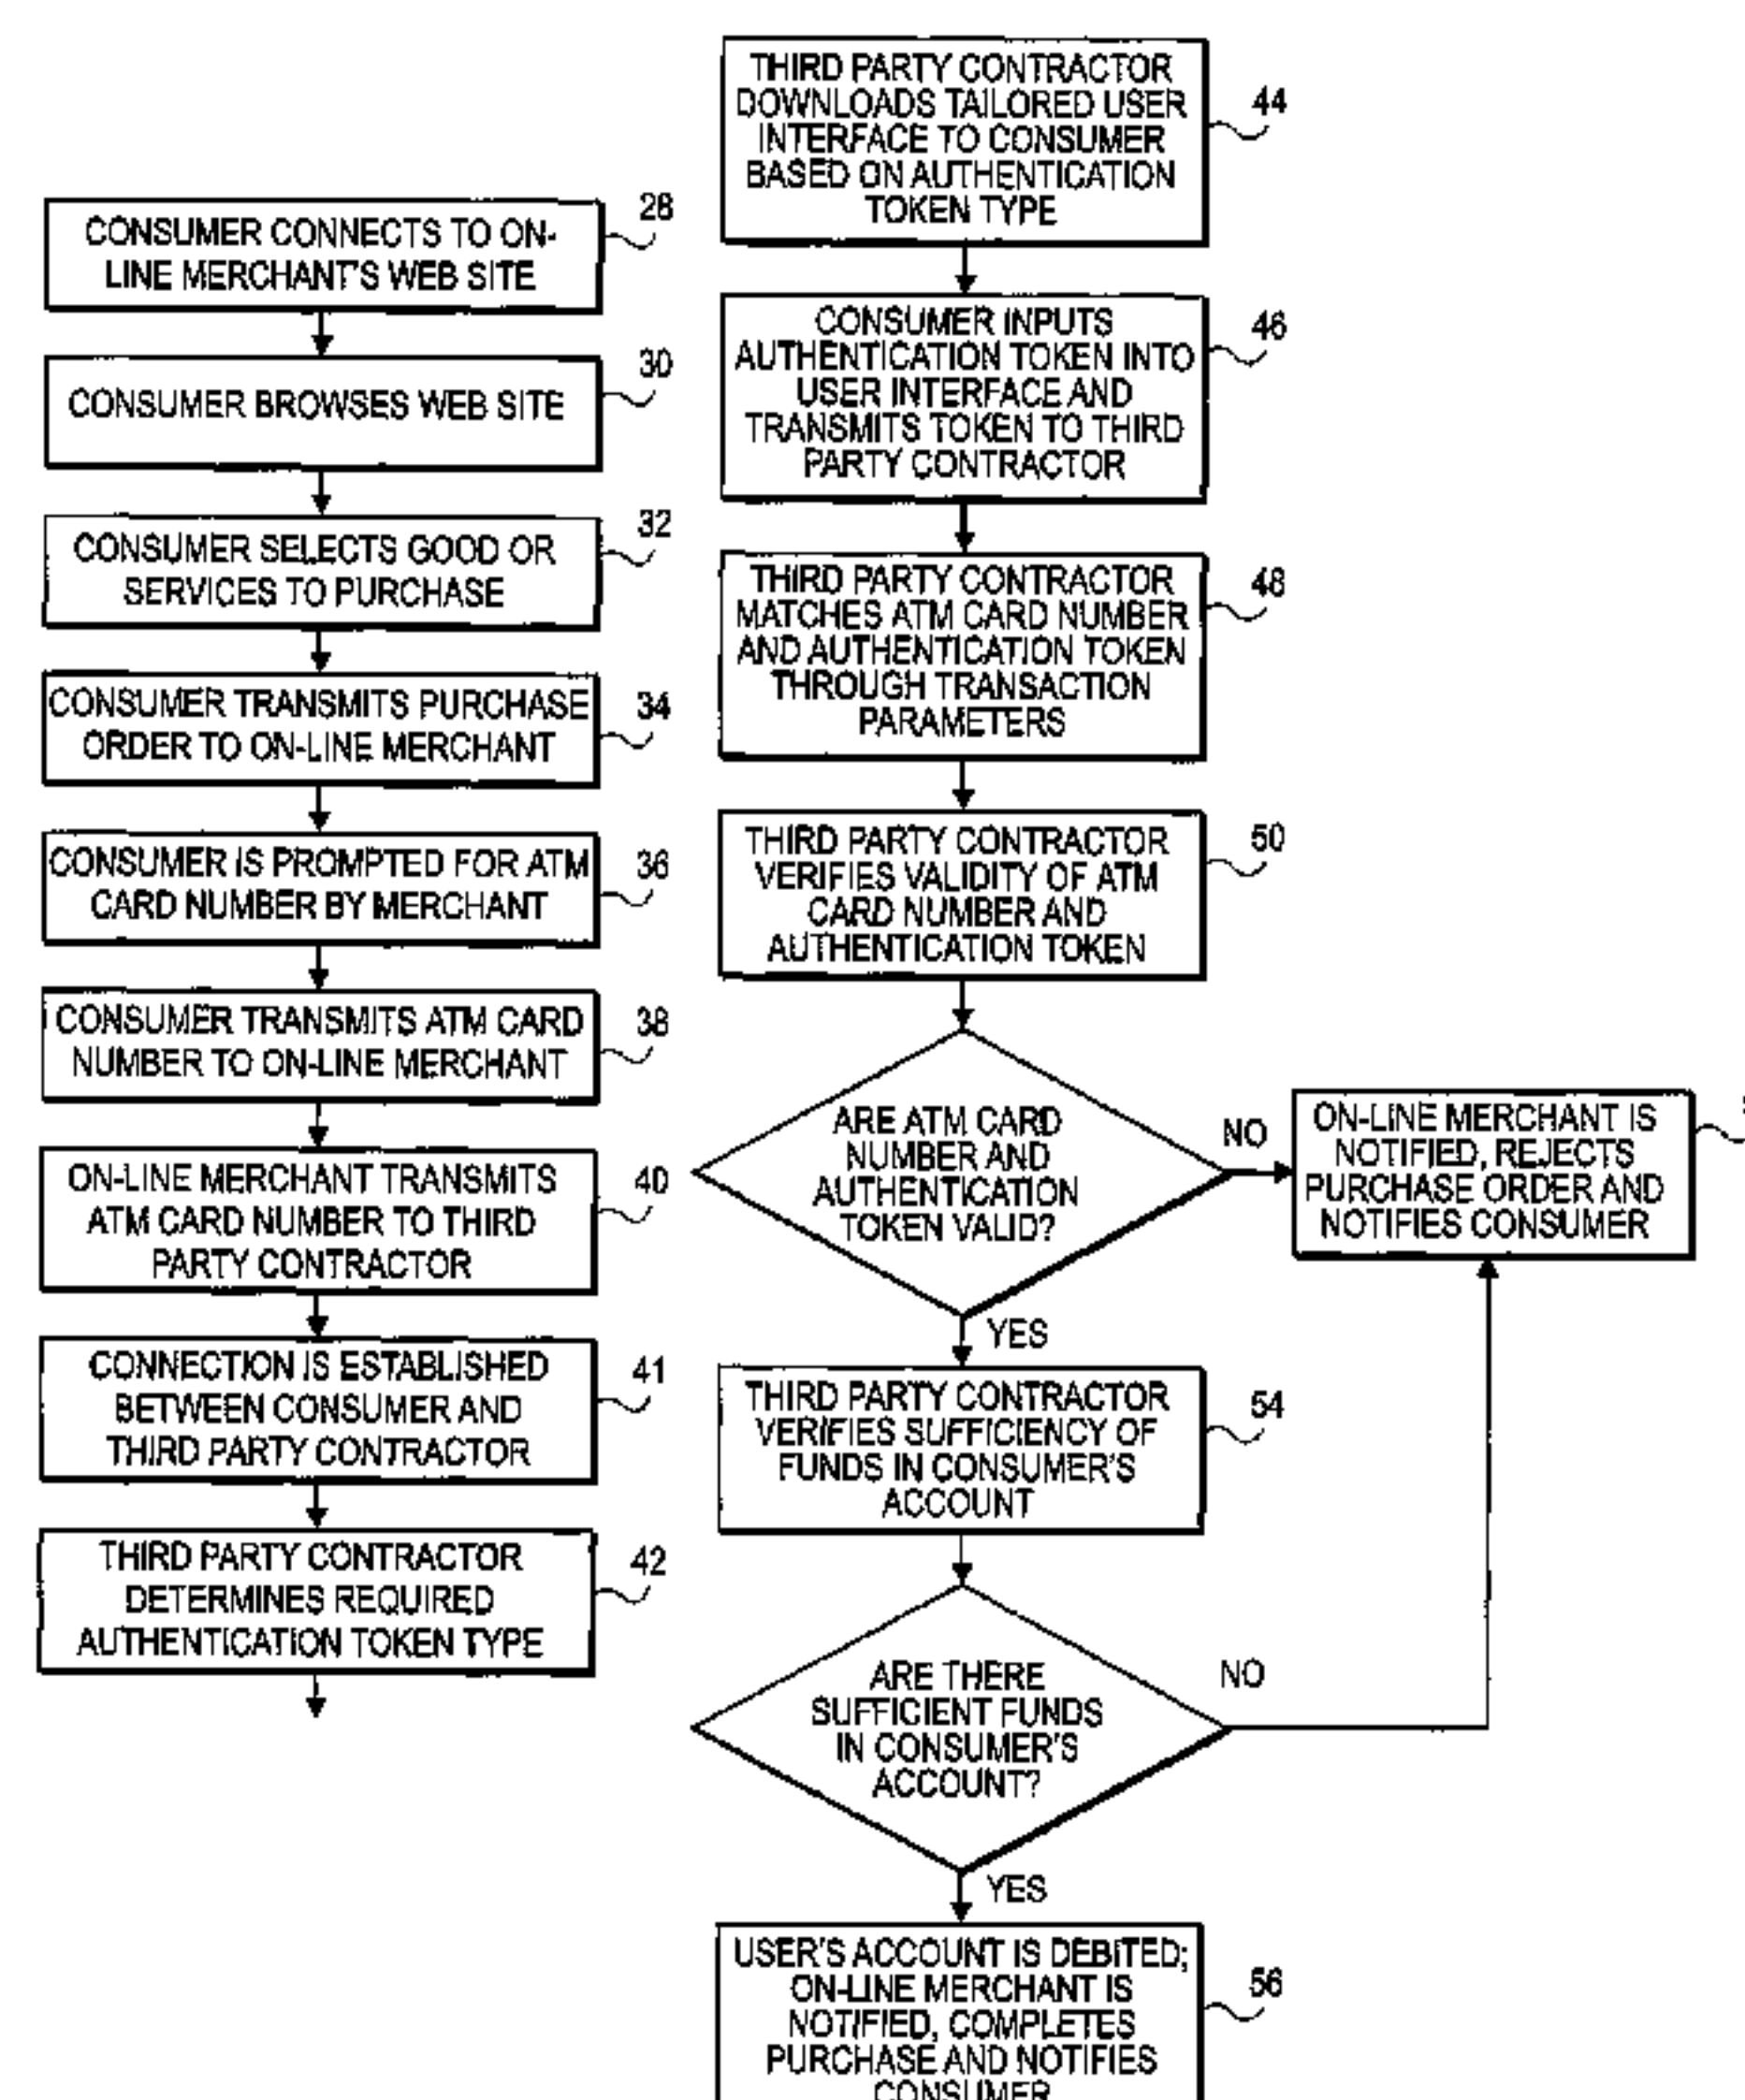 CONSUMER CONNECTS TO ON-
LINE MERCHANT'S WEB SITE
28
CONSUMER BROWSES WEB SITE
30
CONSUMER SELECTS GOOD OR
SERVICES TO PURCHASE
32
CONSUMER TRANSMITS PURCHASE
ORDER TO ON-LINE MERCHANT
34
CONSUMER IS PROMPTED FOR ATM
CARD NUMBER BY MERCHANT
36
CONSUMER TRANSMITS ATM CARD
NUMBER TO ON-LINE MERCHANT
38
ON-LINE MERCHANT TRANSMITS
ATM CARD NUMBER TO THIRD
PARTY CONTRACTOR
40
CONNECTION IS ESTABLISHED
BETWEEN CONSUMER AND
THIRD PARTY CONTRACTOR
41
THIRD PARTY CONTRACTOR
DETERMINES REQUIRED
AUTHENTICATION TOKEN TYPE
42
THIRD PARTY CONTRACTOR
DOWNLOADS TAILORED USER
INTERFACE TO CONSUMER
BASED ON AUTHENTICATION
TOKEN TYPE
44
CONSUMER INPUTS
AUTHENTICATION TOKEN INTO
USER INTERFACE AND
TRANSMITS TOKEN TO THIRD
PARTY CONTRACTOR
46
THIRD PARTY CONTRACTOR
MATCHES ATM CARD NUMBER
AND AUTHENTICATION TOKEN
THROUGH TRANSACTION
PARAMETERS
48
THIRD PARTY CONTRACTOR
VERIFIES VALIDITY OF ATM
CARD NUMBER AND
AUTHENTICATION TOKEN
50
ARE ATM CARD
NUMBER AND
AUTHENTICATION
TOKEN VALID?
NO
ON-LINE MERCHANT IS
NOTIFIED, REJECTS
PURCHASE ORDER AND
NOTIFIES CONSUMER
YES
THIRD PARTY CONTRACTOR
VERIFIES SUFFICIENCY OF
FUNDS IN CONSUMER'S
ACCOUNT
54
ARE THERE
SUFFICIENT FUNDS
IN CONSUMER'S
ACCOUNT?
NO
YES
USER'S ACCOUNT IS DEBITED;
ON-LINE MERCHANT IS
NOTIFIED, COMPLETES
PURCHASE AND NOTIFIES
CONSUMER
56